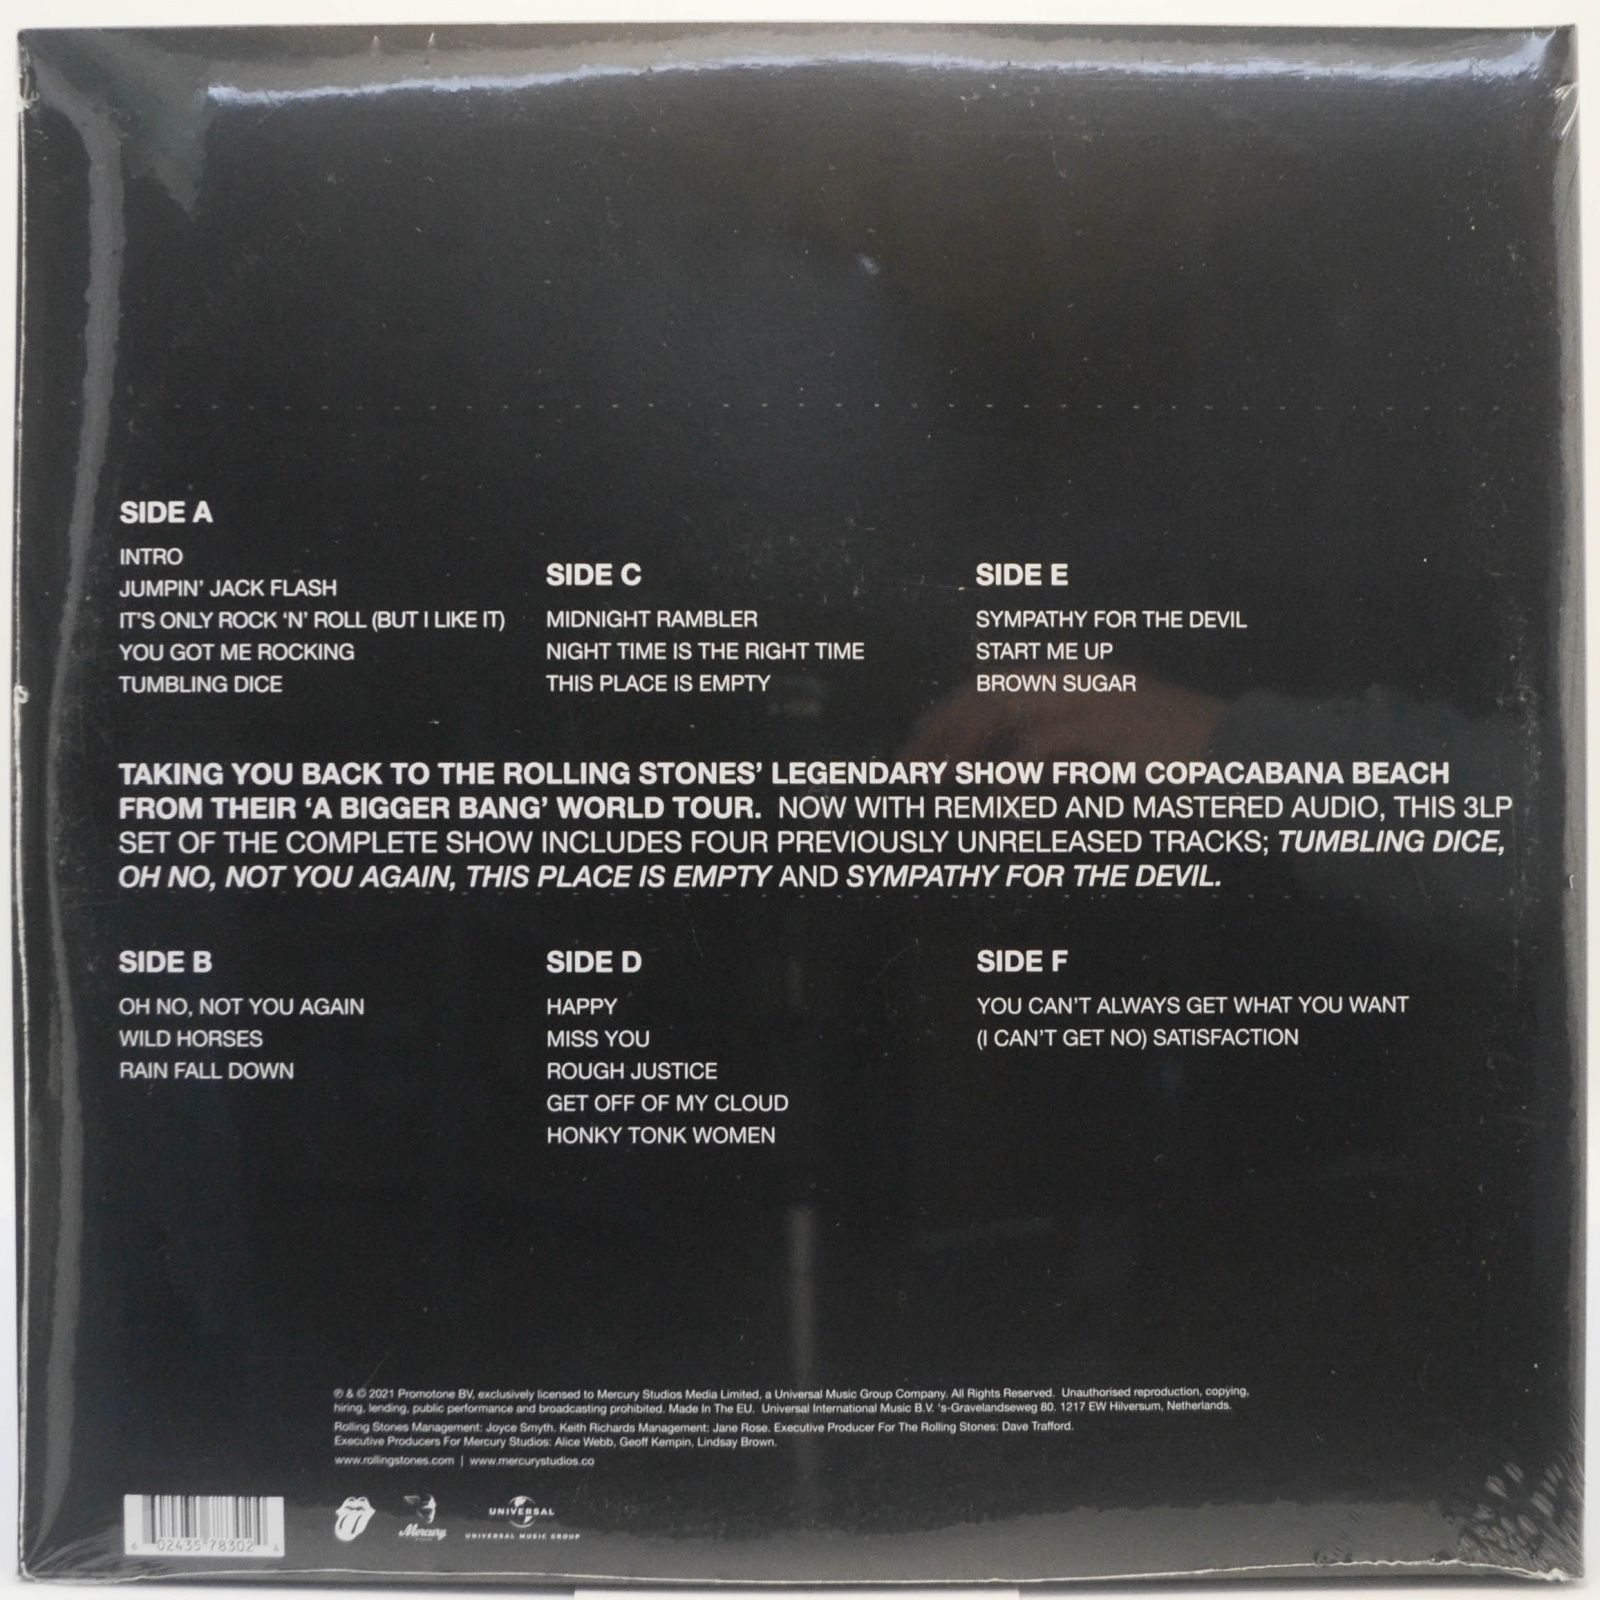 SIDE A
INTRO
JUMPIN' JACK FLASH
IT'S ONLY ROCK 'N' ROLL (BUT I LIKE IT)
YOU GOT ME ROCKING
TUMBLING DICE
SIDE C
MIDNIGHT RAMBLER
NIGHT TIME IS THE RIGHT TIME
THIS PLACE IS EMPTY
SIDE E
SYMPATHY FOR THE DEVIL
START ME UP
BROWN SUGAR
TAKING YOU BACK TO THE ROLLING STONES' LEGENDARY SHOW FROM COPACABANA BEACH
FROM THEIR 'A BIGGER BANG' WORLD TOUR. NOW WITH REMIXED AND MASTERED AUDIO, THIS 3LP
SET OF THE COMPLETE SHOW INCLUDES FOUR PREVIOUSLY UNRELEASED TRACKS; TUMBLING DICE,
OH NO, NOT YOU AGAIN, THIS PLACE IS EMPTY AND SYMPATHY FOR THE DEVIL.
SIDE B
OH NO, NOT YOU AGAIN
WILD HORSES
RAIN FALL DOWN
SIDE D
HAPPY
MISS YOU
ROUGH JUSTICE
GET OFF OF MY CLOUD
HONKY TONK WOMEN
SIDE F
YOU CAN'T ALWAYS GET WHAT YOU WANT
(I CAN'T GET NO) SATISFACTION
℗ & © 2021 Promotone BV, exclusively licensed to Mercury Studios Media Limited, a Universal Music Group Company. All Rights Reserved. Unauthorised reproduction, copying,
hiring, lending, public performance and broadcasting prohibited. Made In The EU. Universal International Music B.V. 's-Gravelandseweg 80. 1217 EW Hilversum, Netherlands.
Rolling Stones Management: Joyce Smyth. Keith Richards Management: Jane Rose. Executive Producer For The Rolling Stones: Dave Trafford.
Executive Producers For Mercury Studios: Alice Webb, Geoff Kempin, Lindsay Brown.
www.rollingstones.com | www.mercurystudios.co
6 02435 78302 4
Mercury
UNIVERSAL
UNIVERSAL MUSIC GROUP